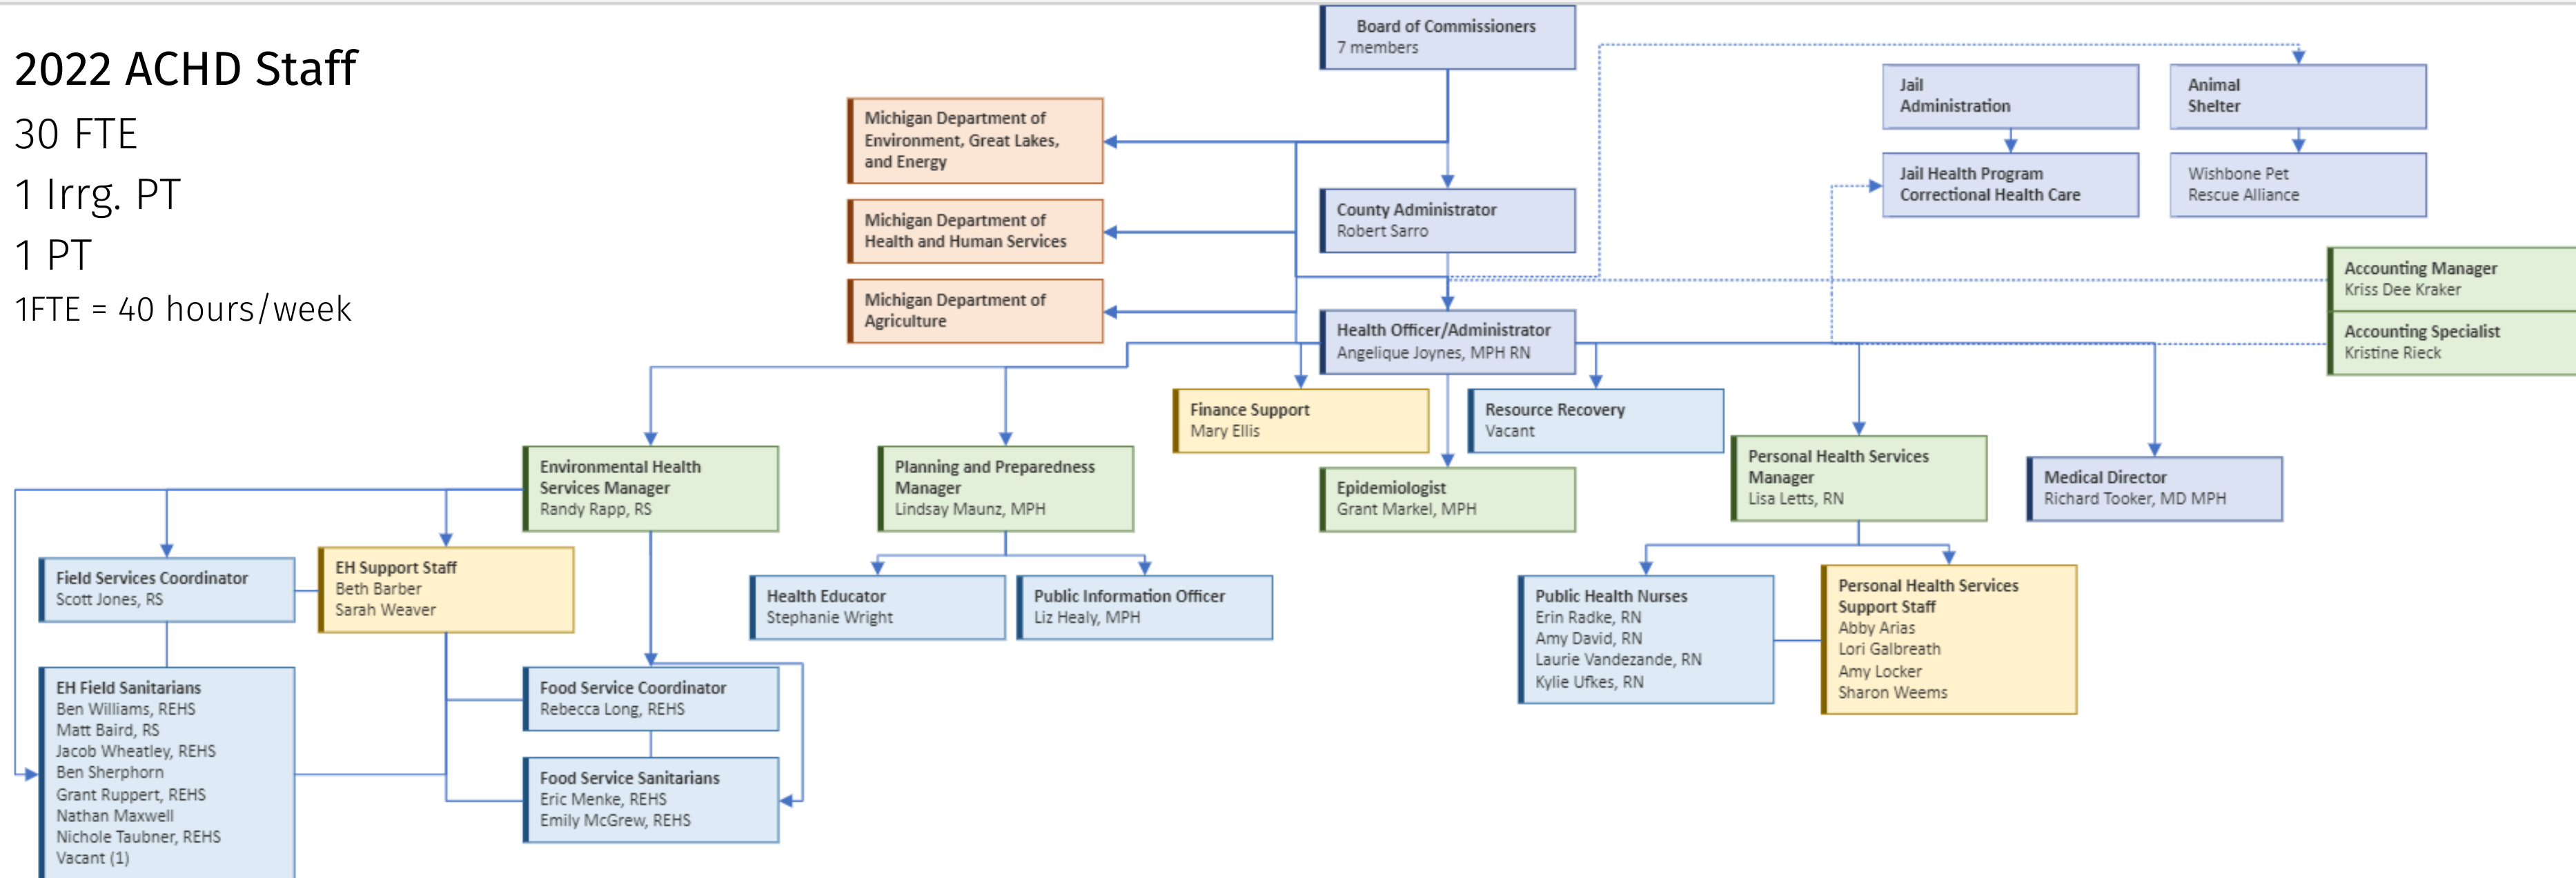 2022 ACHD Staff
30 FTE
1 Irrg. PT
1 PT
1FTE = 40 hours/week
Board of Commissioners
7 members
Michigan Department of
Environment, Great Lakes,
and Energy
Michigan Department of
Health and Human Services
Michigan Department of
Agriculture
County Administrator
Robert Sarro
Jail
Administration
Animal
Shelter
Jail Health Program
Correctional Health Care
Wishbone Pet
Rescue Alliance
Accounting Manager
Kriss Dee Kraker
Accounting Specialist
Kristine Rieck
Health Officer/Administrator
Angelique Joynes, MPH RN
Finance Support
Mary Ellis
Resource Recovery
Vacant
Environmental Health
Services Manager
Randy Rapp, RS
Planning and Preparedness
Manager
Lindsay Maunz, MPH
Epidemiologist
Grant Markel, MPH
Personal Health Services
Manager
Lisa Letts, RN
Medical Director
Richard Tooker, MD MPH
Field Services Coordinator
Scott Jones, RS
EH Support Staff
Beth Barber
Sarah Weaver
Health Educator
Stephanie Wright
Public Information Officer
Liz Healy, MPH
Public Health Nurses
Erin Radke, RN
Amy David, RN
Laurie Vandezande, RN
Kylie Ufkes, RN
Personal Health Services
Support Staff
Abby Arias
Lori Galbreath
Amy Locker
Sharon Weems
EH Field Sanitarians
Ben Williams, REHS
Matt Baird, RS
Jacob Wheatley, REHS
Ben Sherphorn
Grant Ruppert, REHS
Nathan Maxwell
Nichole Taubner, REHS
Vacant (1)
Food Service Coordinator
Rebecca Long, REHS
Food Service Sanitarians
Eric Menke, REHS
Emily McGrew, REHS